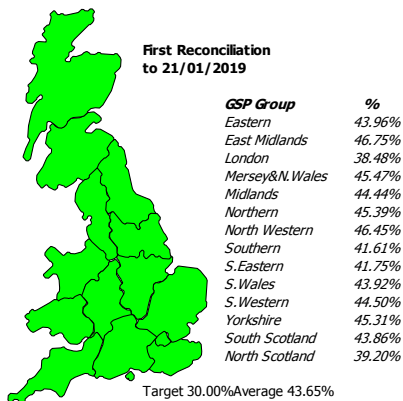 First Reconciliation
to 21/01/2019
GSP Group %
Eastern 43.96%
East Midlands 46.75%
London 38.48%
Mersey&N.Wales 45.47%
Midlands 44.44%
Northern 45.39%
North Western 46.45%
Southern 41.61%
S.Eastern 41.75%
S.Wales 43.92%
S.Western 44.50%
Yorkshire 45.31%
South Scotland 43.86%
North Scotland 39.20%
Target 30.00%Average 43.65%